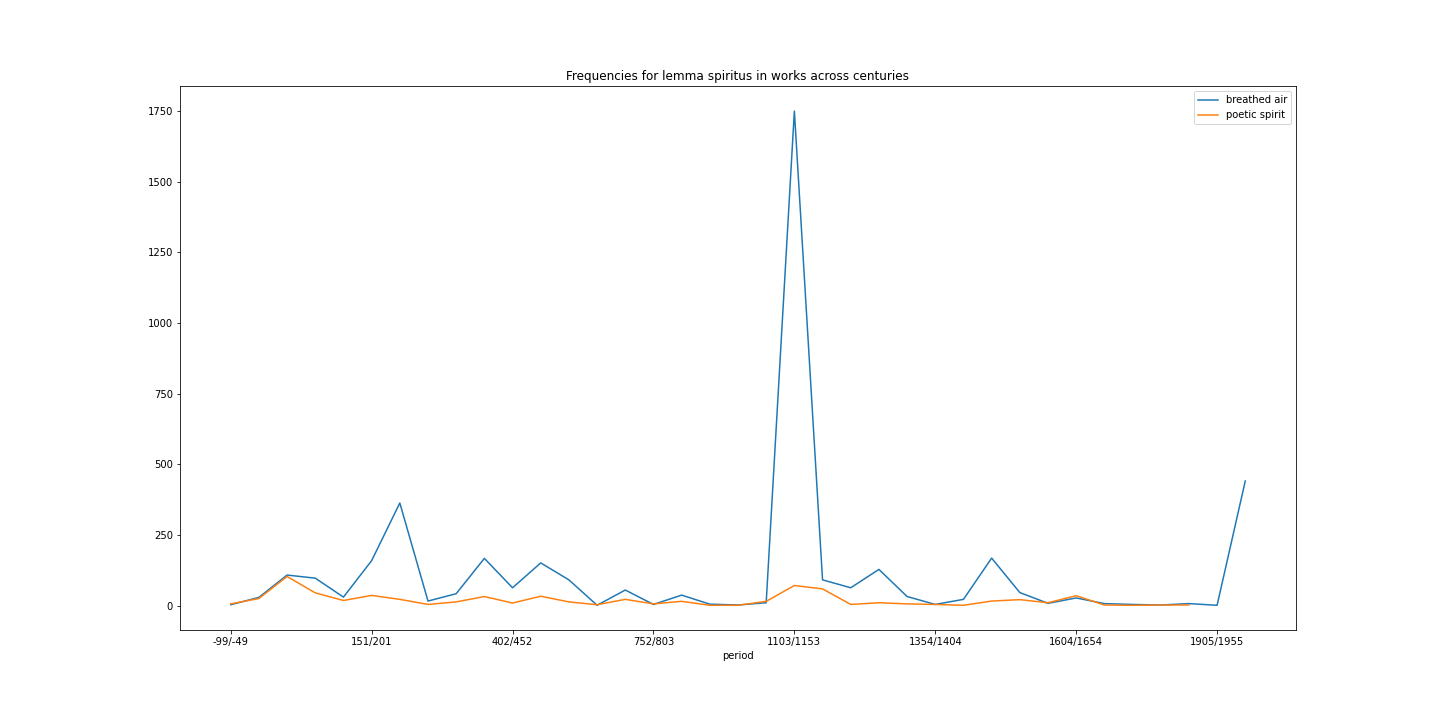 Frequencies for lemma spiritus in works across centuries
breathed air
poetic spirit
1750
1500
1250
1000
750
500
250
0
-99/-49 151/201 402/452 752/803 1103/1153 1354/1404 1604/1654 1905/1955
period